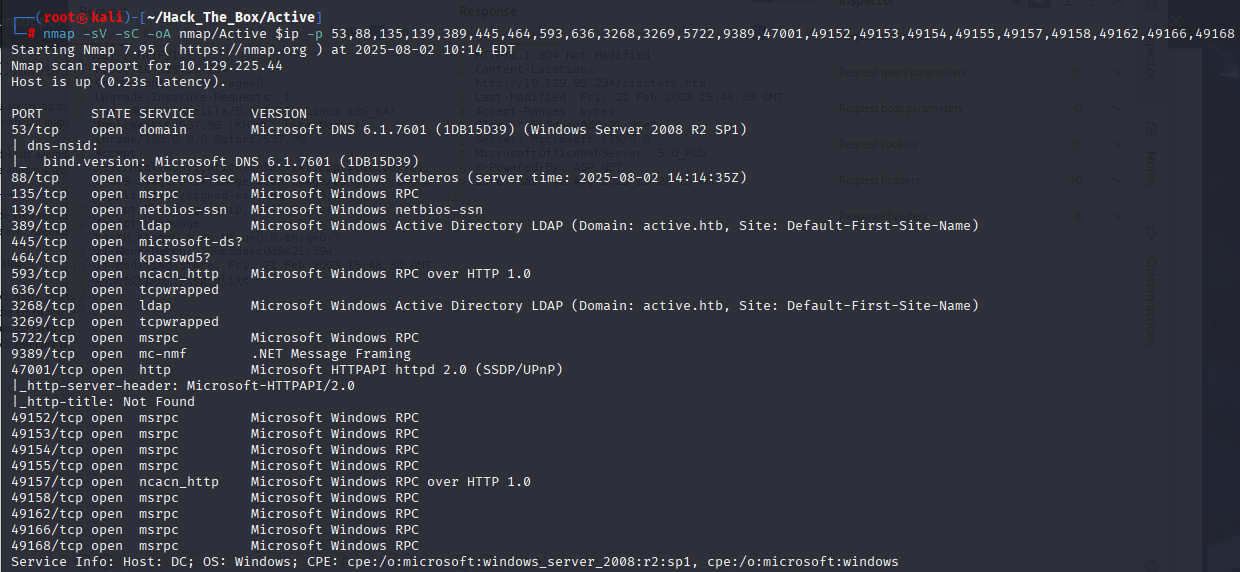 ┌──(root㉿kali)-[~/Hack_The_Box/Active]
└─# nmap -sV -sC -oA nmap/Active $ip -p 53,88,135,139,389,445,464,593,636,3268,3269,5722,9389,47001,49152,49153,49154,49155,49157,49158,49162,49166,49168
Starting Nmap 7.95 ( https://nmap.org ) at 2025-08-02 10:14 EDT
Nmap scan report for 10.129.225.44
Host is up (0.23s latency).

PORT      STATE SERVICE      VERSION
53/tcp    open  domain       Microsoft DNS 6.1.7601 (1DB15D39) (Windows Server 2008 R2 SP1)
| dns-nsid:
|_  bind.version: Microsoft DNS 6.1.7601 (1DB15D39)
88/tcp    open  kerberos-sec Microsoft Windows Kerberos (server time: 2025-08-02 14:14:35Z)
135/tcp   open  msrpc        Microsoft Windows RPC
139/tcp   open  netbios-ssn  Microsoft Windows netbios-ssn
389/tcp   open  ldap         Microsoft Windows Active Directory LDAP (Domain: active.htb, Site: Default-First-Site-Name)
445/tcp   open  microsoft-ds?
464/tcp   open  kpasswd5?
593/tcp   open  ncacn_http   Microsoft Windows RPC over HTTP 1.0
636/tcp   open  tcpwrapped
3268/tcp  open  ldap         Microsoft Windows Active Directory LDAP (Domain: active.htb, Site: Default-First-Site-Name)
3269/tcp  open  tcpwrapped
5722/tcp  open  msrpc        Microsoft Windows RPC
9389/tcp  open  mc-nmf       .NET Message Framing
47001/tcp open  http         Microsoft HTTPAPI httpd 2.0 (SSDP/UPnP)
|_http-server-header: Microsoft-HTTPAPI/2.0
|_http-title: Not Found
49152/tcp open  msrpc        Microsoft Windows RPC
49153/tcp open  msrpc        Microsoft Windows RPC
49154/tcp open  msrpc        Microsoft Windows RPC
49155/tcp open  msrpc        Microsoft Windows RPC
49157/tcp open  ncacn_http   Microsoft Windows RPC over HTTP 1.0
49158/tcp open  msrpc        Microsoft Windows RPC
49162/tcp open  msrpc        Microsoft Windows RPC
49166/tcp open  msrpc        Microsoft Windows RPC
49168/tcp open  msrpc        Microsoft Windows RPC
Service Info: Host: DC; OS: Windows; CPE: cpe:/o:microsoft:windows_server_2008:r2:sp1, cpe:/o:microsoft:windows
Response
Request query parameters
Request body parameters
Request cookies
Request headers
Notes
Custom actions